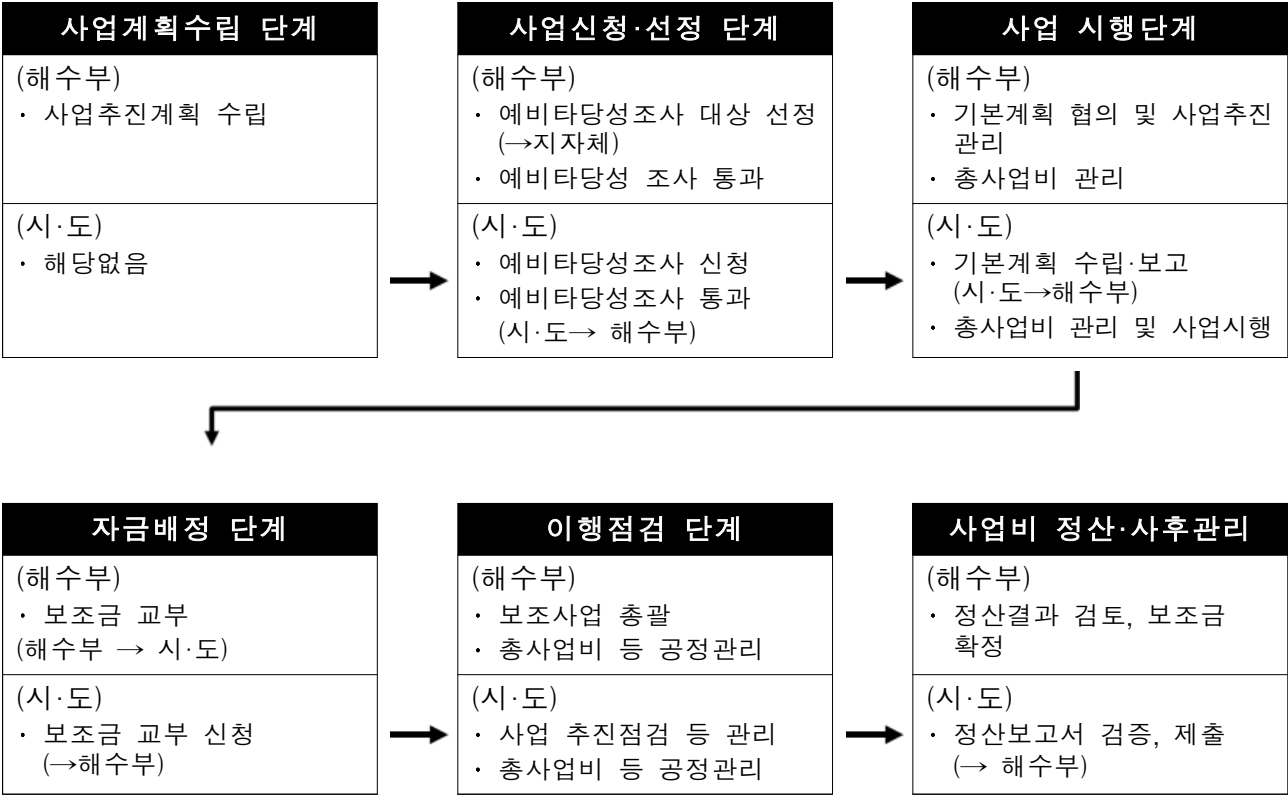 사업계획수립 단계
(해수부)
· 사업추진계획 수립
(시·도)
· 해당없음
사업신청·선정 단계
(해수부)
· 예비타당성조사 대상 선정
(→지자체)
· 예비타당성 조사 통과
(시·도)
· 예비타당성조사 신청
· 예비타당성조사 통과
(시·도→ 해수부)
사업 시행단계
(해수부)
· 기본계획 협의 및 사업추진
관리
· 총사업비 관리
(시·도)
· 기본계획 수립·보고
(시·도→해수부)
· 총사업비 관리 및 사업시행
자금배정 단계
(해수부)
· 보조금 교부
(해수부 → 시·도)
(시·도)
· 보조금 교부 신청
(→해수부)
이행점검 단계
(해수부)
· 보조사업 총괄
· 총사업비 등 공정관리
(시·도)
· 사업 추진점검 등 관리
· 총사업비 등 공정관리
사업비 정산·사후관리
(해수부)
· 정산결과 검토, 보조금
확정
(시·도)
· 정산보고서 검증, 제출
(→ 해수부)